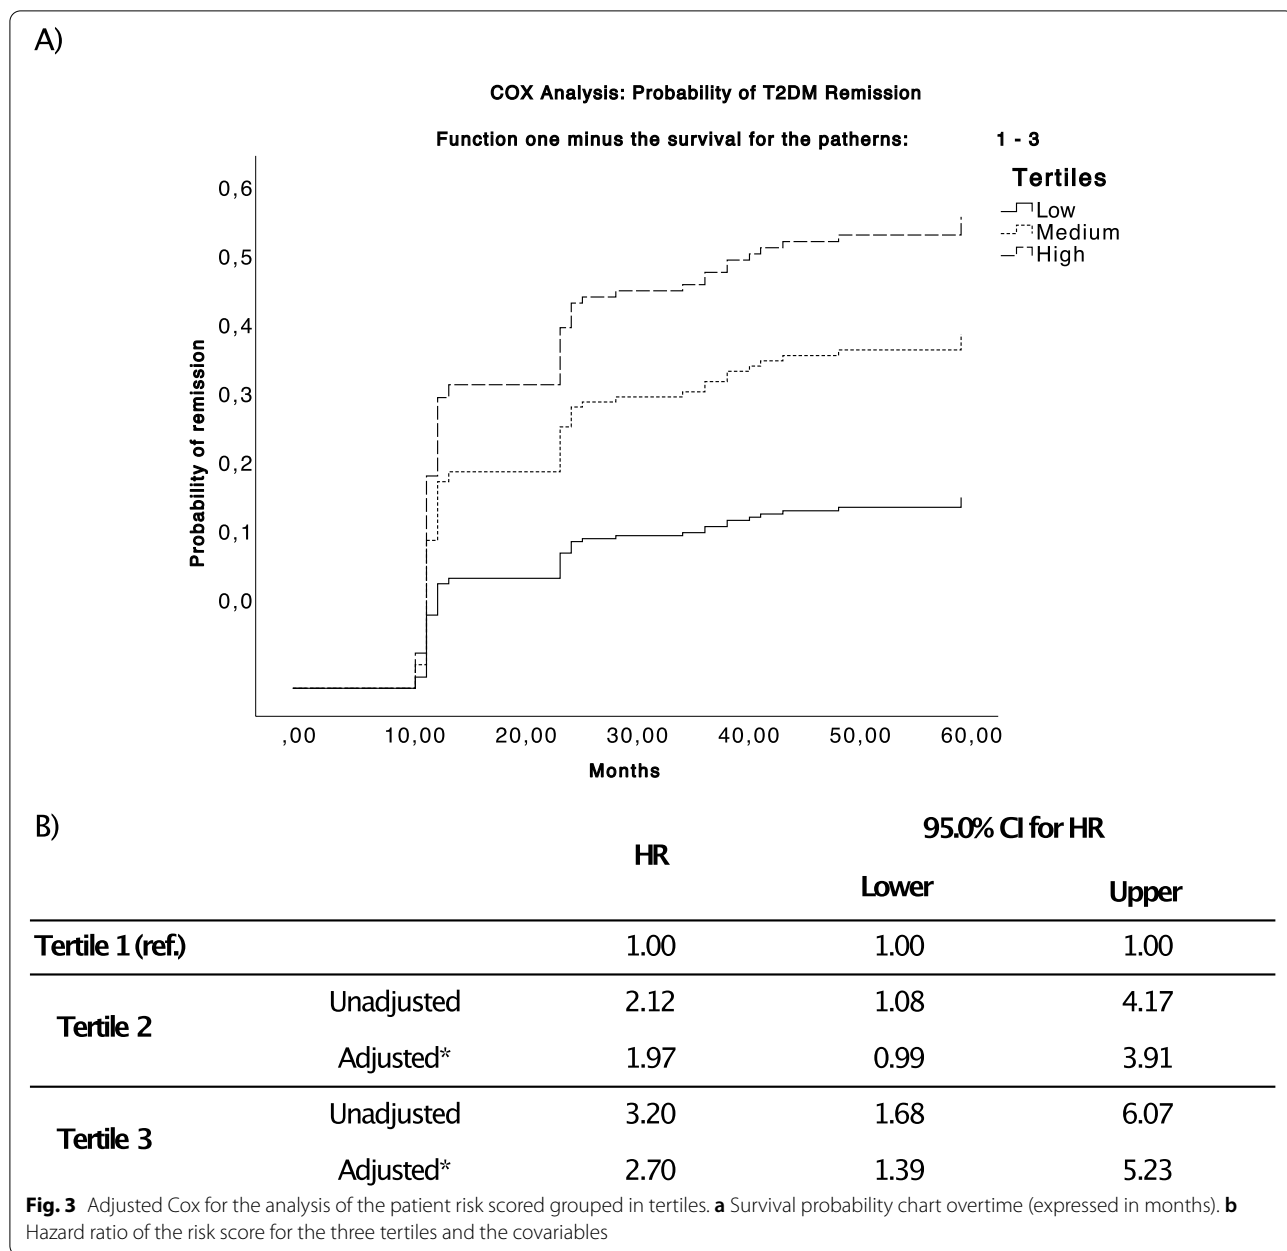 A)
COX Analysis: Probability of T2DM Remission
Function one minus the survival for the patherns: 1 - 3
Tertiles
Low
Medium
High
Probability of remission
0,6
0,5
0,4
0,3
0,2
0,1
0,0
,00 10,00 20,00 30,00 40,00 50,00 60,00
Months
B)
HR 95.0% CI for HR
Lower Upper
Tertile 1 (ref.) 1.00 1.00 1.00
Tertile 2
Unadjusted 2.12 1.08 4.17
Adjusted* 1.97 0.99 3.91
Tertile 3
Unadjusted 3.20 1.68 6.07
Adjusted* 2.70 1.39 5.23
Fig. 3 Adjusted Cox for the analysis of the patient risk scored grouped in tertiles. a Survival probability chart overtime (expressed in months). b
Hazard ratio of the risk score for the three tertiles and the covariables